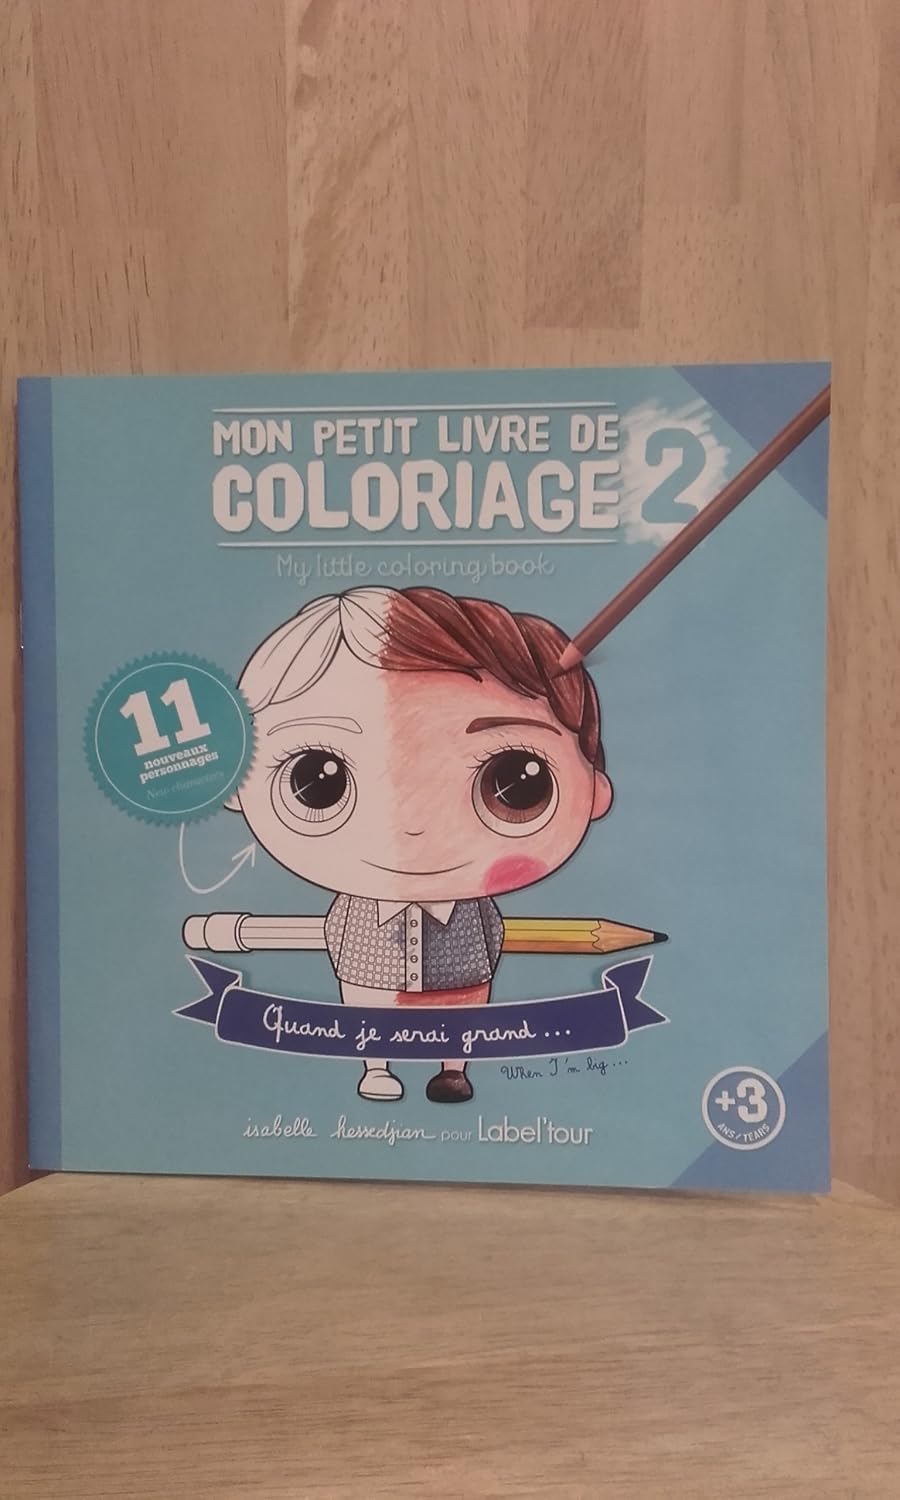 MON PETIT LIVRE DE
COLORIAGE 2
My little coloring book
11
nouveaux
personnages
New characters
Quand je serai grand...
When I'm big...
isabelle hessedjian pour Label'tour
+3
ANS / YEARS